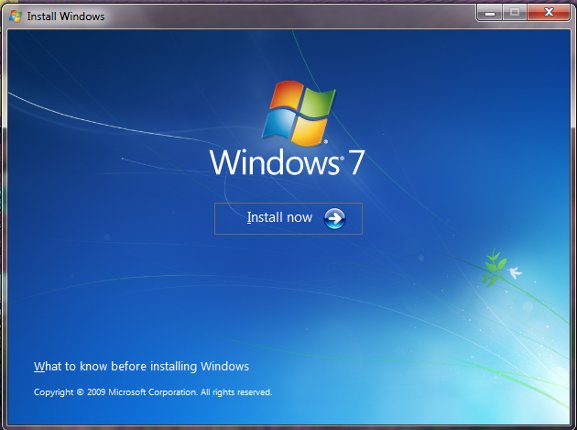 Install Windows
Windows® 7
Install now
What to know before installing Windows
Copyright © 2009 Microsoft Corporation. All rights reserved.